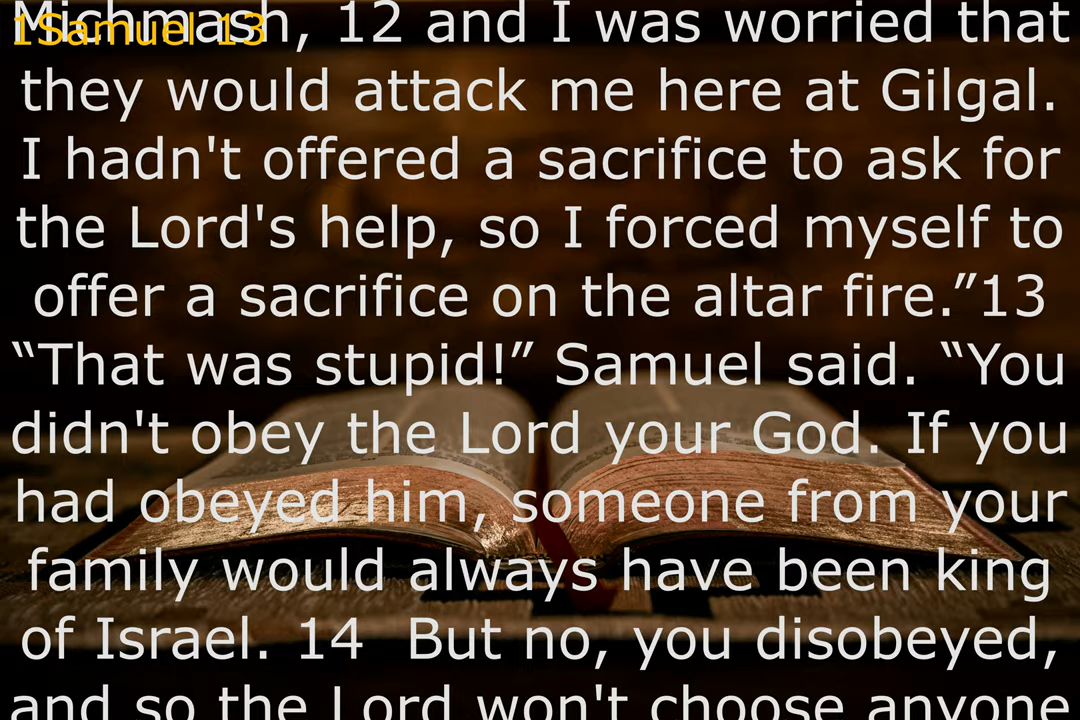 1Samuel 13
Michmash, 12 and I was worried that
they would attack me here at Gilgal.
I hadn't offered a sacrifice to ask for
the Lord's help, so I forced myself to
offer a sacrifice on the altar fire.”13
“That was stupid!” Samuel said. “You
didn't obey the Lord your God. If you
had obeyed him, someone from your
family would always have been king
of Israel. 14  But no, you disobeyed,
and so the Lord won't choose anyone